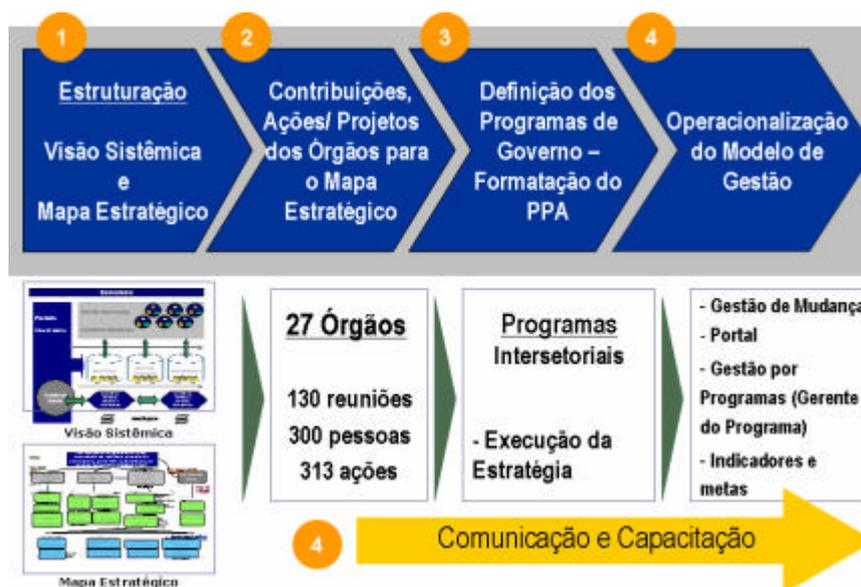 1
Estruturação
Visão Sistêmica
e
Mapa Estratégico
2
Contribuições,
Ações/ Projetos
dos Órgãos para
o Mapa
Estratégico
3
Definição dos
Programas de
Governo –
Formatação do
PPA
4
Operacionalização
do Modelo de
Gestão
Visão Sistêmica
Mapa Estratégico
27 Órgãos
130 reuniões
300 pessoas
313 ações
Programas
Intersetoriais
- Execução da
Estratégia
- Gestão de Mudança
- Portal
- Gestão por
Programas (Gerente
do Programa)
- Indicadores e
metas
4
Comunicação e Capacitação